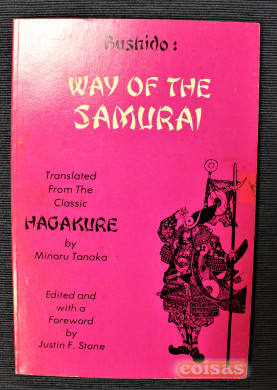 Bushido:
WAY OF THE
SAMURAI
Translated
From The
Classic
HAGAKURE
by
Minoru Tanaka
Edited and
with a
Foreword
by
Justin F. Stone
coisas